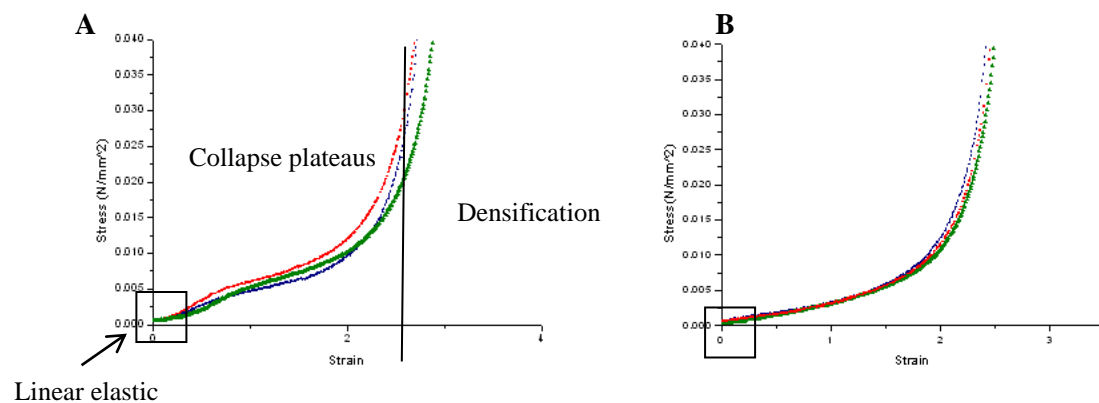 A
0.040
0.035
0.030
0.025
0.020
0.015
0.010
0.005
0.000
Stress (N/mm^2)
Collapse plateaus
Densification
0
2
4
Strain
Linear elastic
B
0.040
0.035
0.030
0.025
0.020
0.015
0.010
0.005
0.000
Stress(N/mm^2)
0
1
2
3
Strain